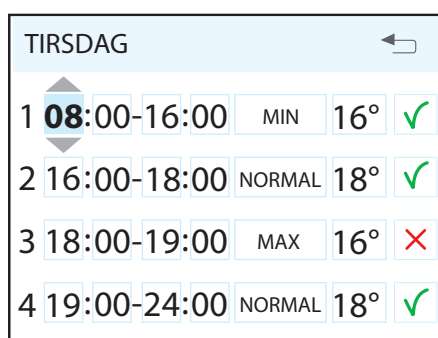 TIRSDAG
1 08:00-16:00 MIN 16°
2 16:00-18:00 NORMAL 18°
3 18:00-19:00 MAX 16°
4 19:00-24:00 NORMAL 18°